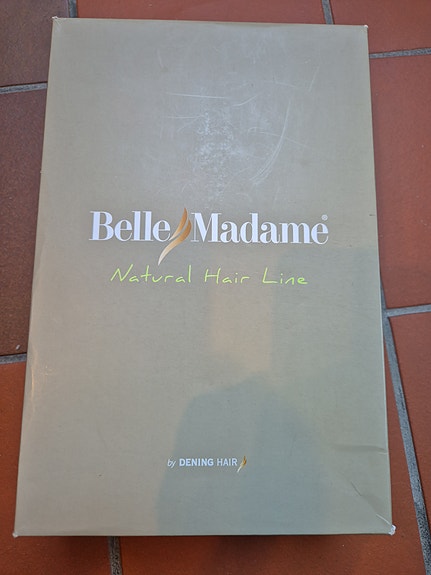 Belle Madame®
Natural Hair Line
by DENING HAIR